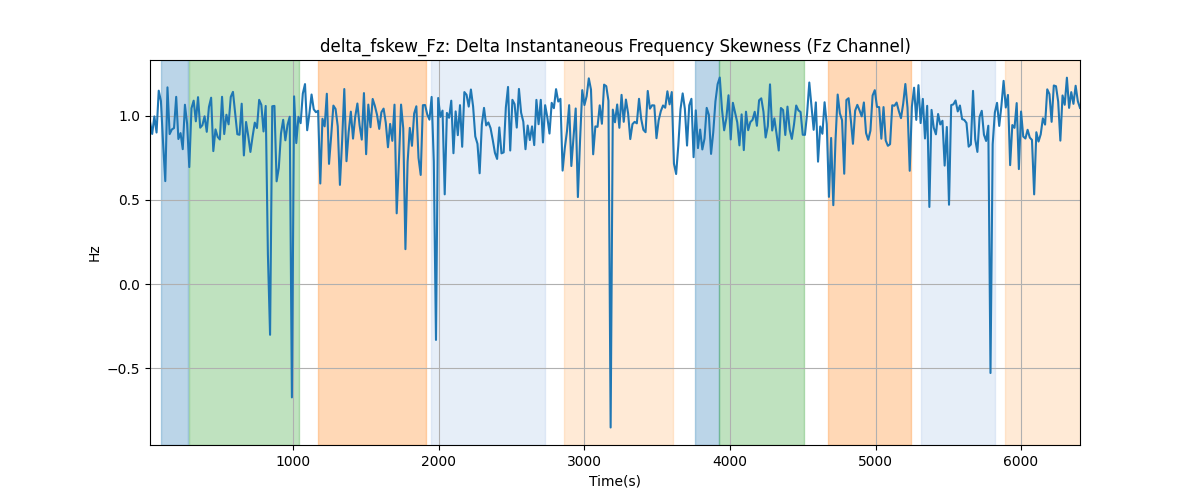 delta_fskew_Fz: Delta Instantaneous Frequency Skewness (Fz Channel)
1.0
0.5
0.0
−0.5
Hz
1000 2000 3000 4000 5000 6000
Time(s)